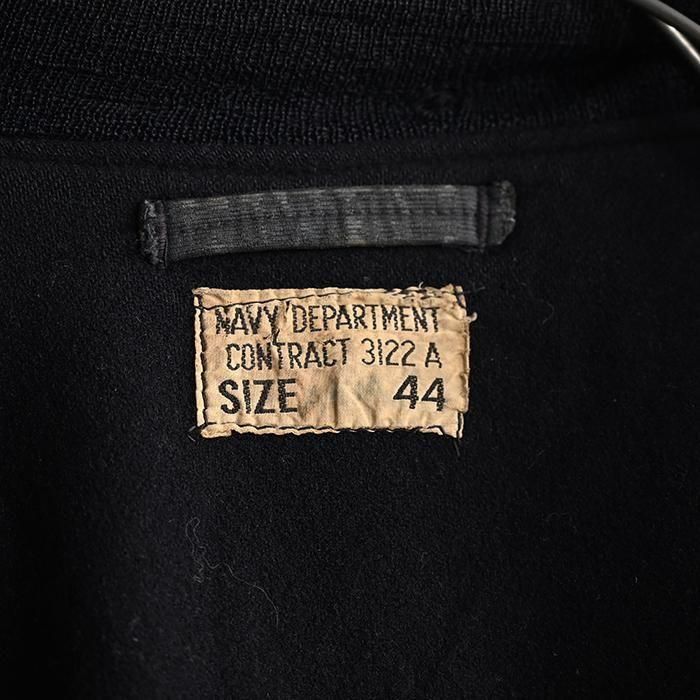 NAVY DEPARTMENT
CONTRACT 3122 A
SIZE 44